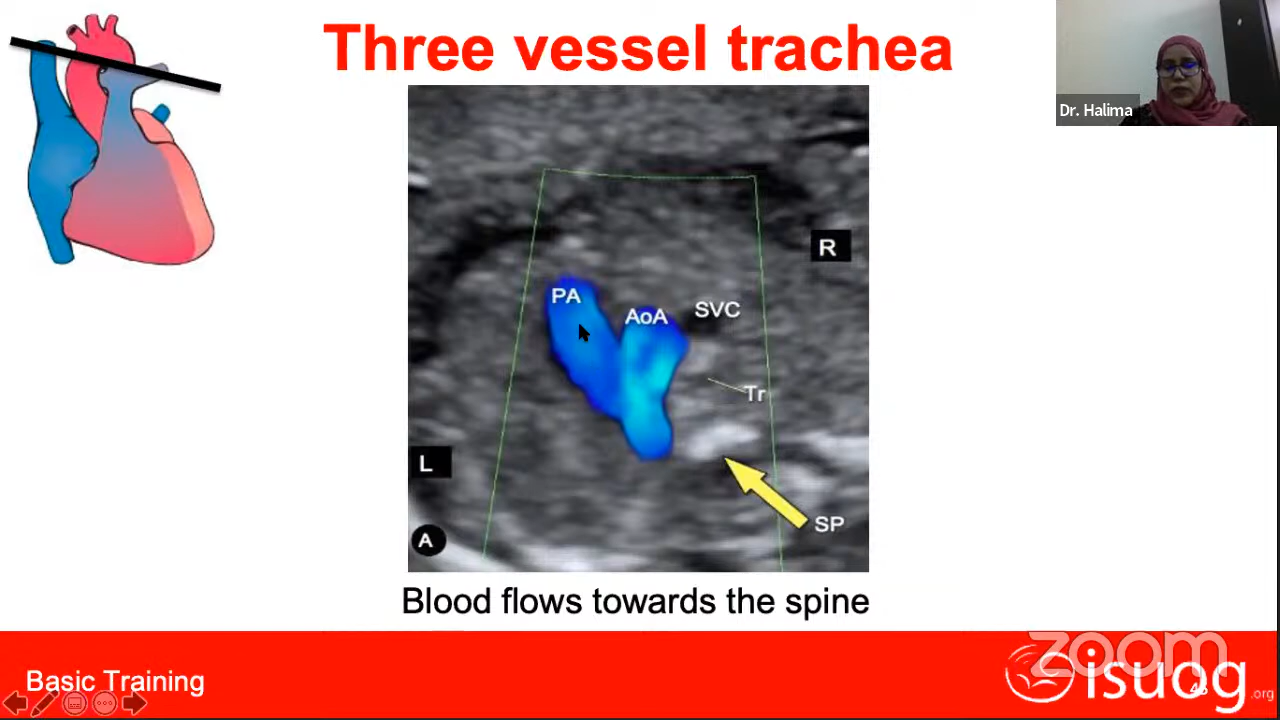 Three vessel trachea
Dr. Halima
R
PA
AoA
SVC
Tr
L
SP
A
Blood flows towards the spine
Basic Training
zoom
isuog.org